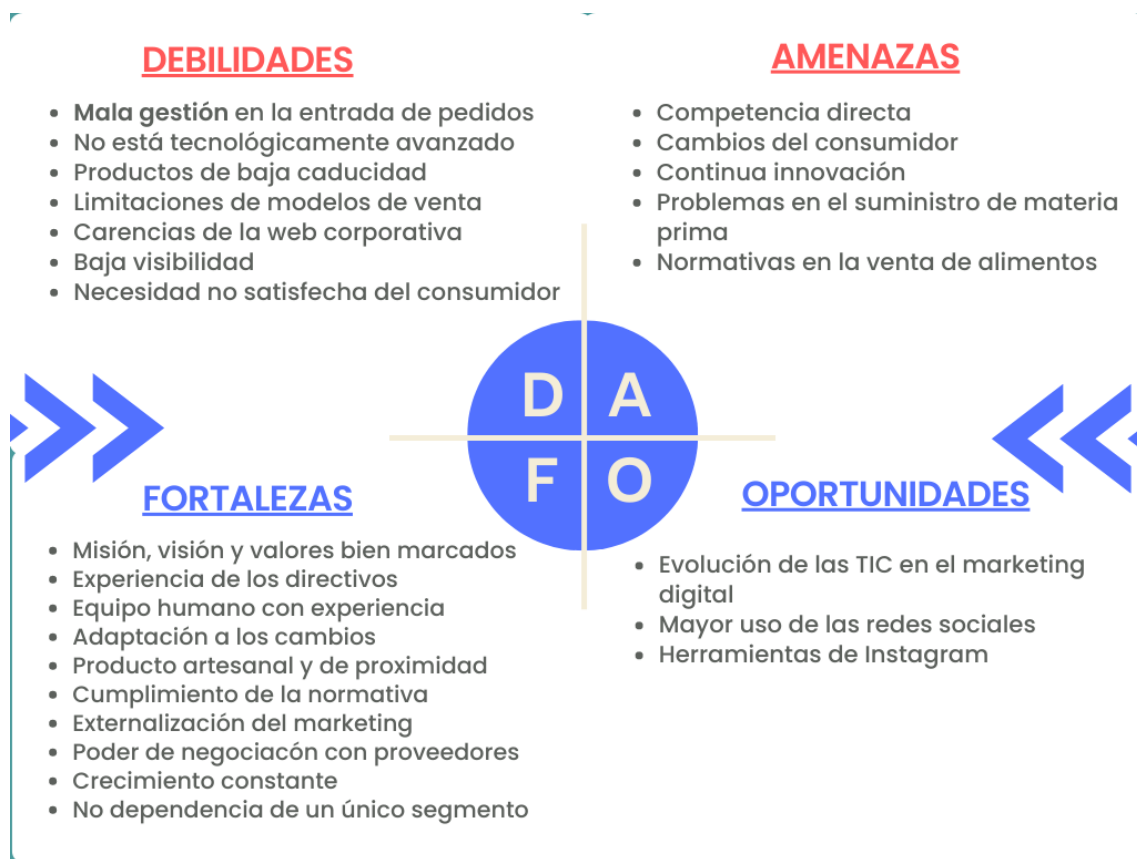 DEBILIDADES
• Mala gestión en la entrada de pedidos
• No está tecnológicamente avanzado
• Productos de baja caducidad
• Limitaciones de modelos de venta
• Carencias de la web corporativa
• Baja visibilidad
• Necesidad no satisfecha del consumidor
AMENAZAS
• Competencia directa
• Cambios del consumidor
• Continua innovación
• Problemas en el suministro de materia
prima
• Normativas en la venta de alimentos
D A
F O
FORTALEZAS
• Misión, visión y valores bien marcados
• Experiencia de los directivos
• Equipo humano con experiencia
• Adaptación a los cambios
• Producto artesanal y de proximidad
• Cumplimiento de la normativa
• Externalización del marketing
• Poder de negociacón con proveedores
• Crecimiento constante
• No dependencia de un único segmento
OPORTUNIDADES
• Evolución de las TIC en el marketing
digital
• Mayor uso de las redes sociales
• Herramientas de Instagram